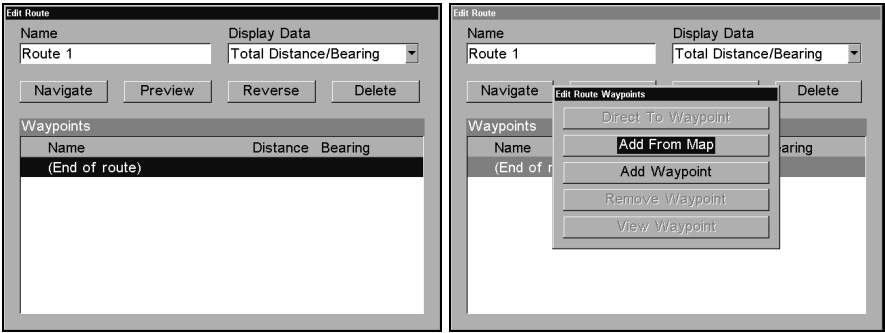 Edit Route
Name Display Data
Route 1 Total Distance/Bearing
Navigate Preview Reverse Delete
Waypoints
Name Distance Bearing
(End of route)
Edit Route
Name Display Data
Route 1 Total Distance/Bearing
Navigate Delete
Edit Route Waypoints
Direct To Waypoint
Waypoints
Add From Map
Name aring
Add Waypoint
(End of r
Remove Waypoint
View Waypoint